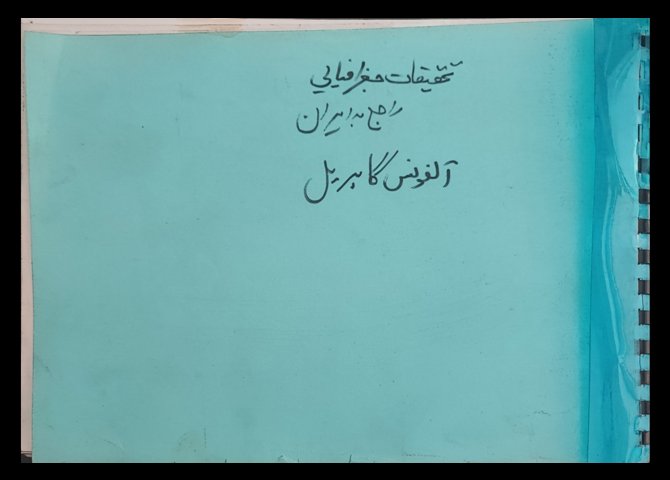 تحقیقات جغرافیایی
راجع به ایران
آلفونس گابریل